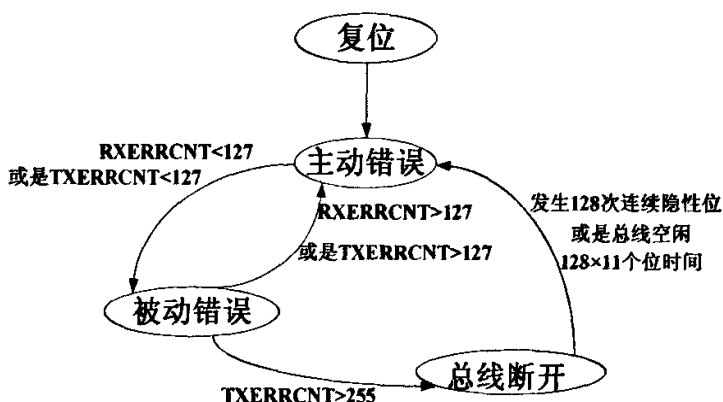 复位
RXERRCNT<127
或是TXERRCNT<127
主动错误
RXERRCNT>127
或是TXERRCNT>127
发生128次连续隐性位
或是总线空闲
128×11个位时间
被动错误
总线断开
TXERRCNT>255